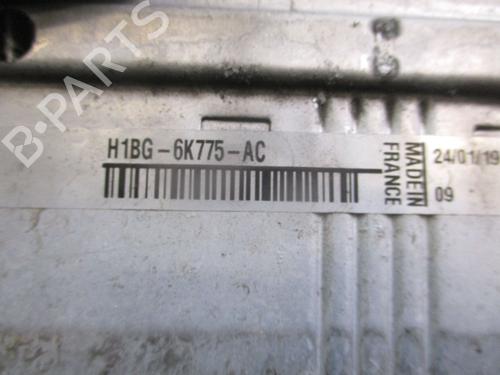 H1BG-6K775-AC
MADE IN
FRANCE
24/01/19
09
B-PARTS